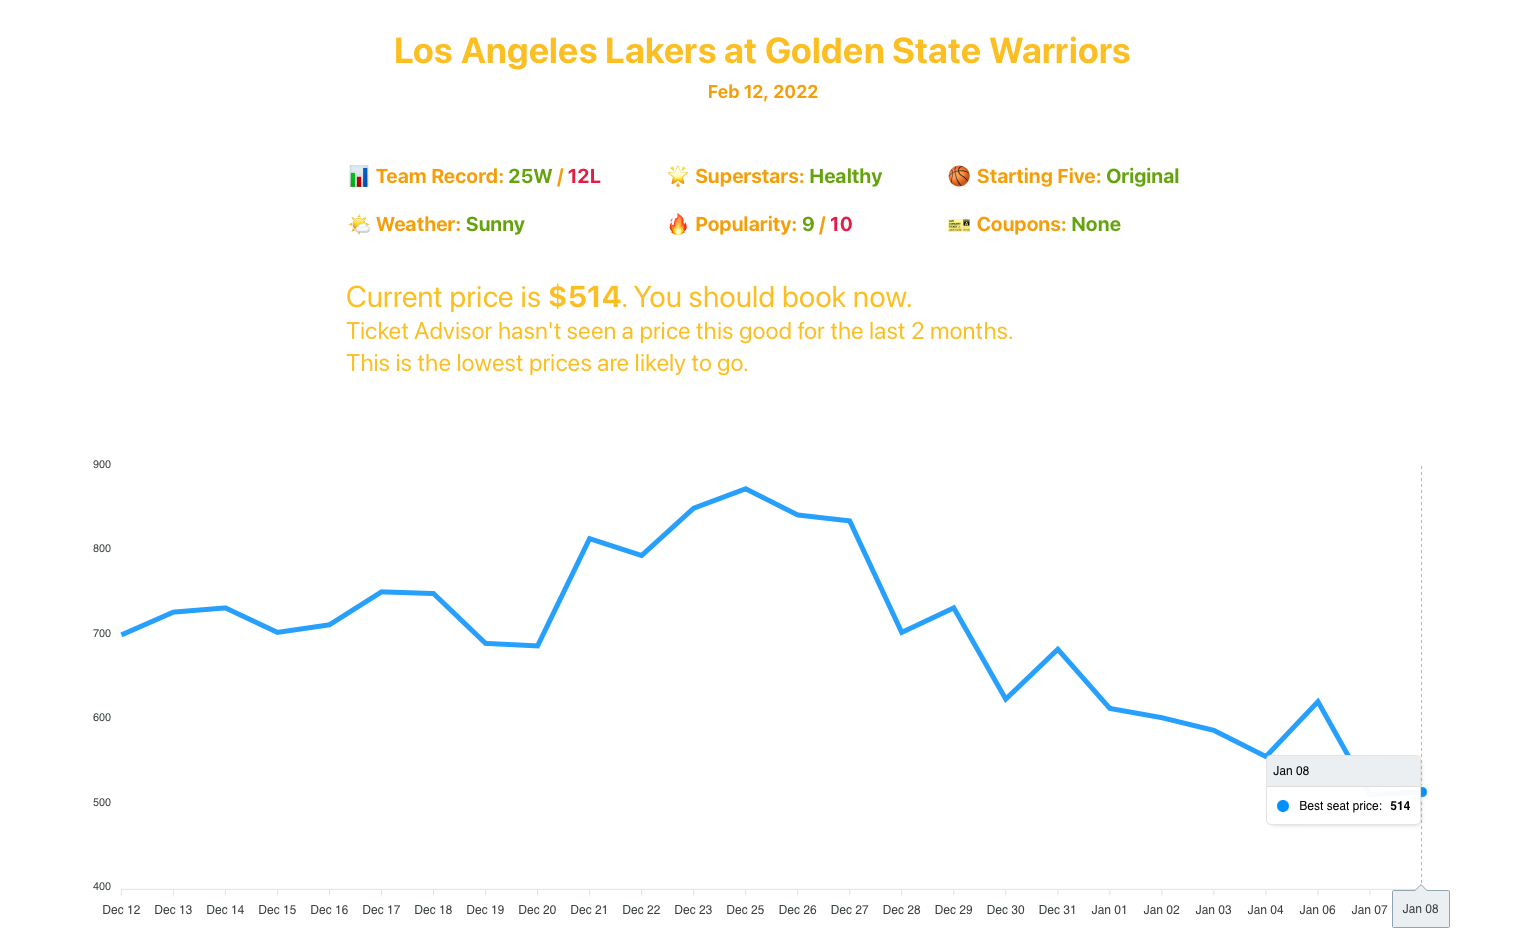 Los Angeles Lakers at Golden State Warriors
Feb 12, 2022
Team Record: 25W / 12L
Superstars: Healthy
Starting Five: Original
Weather: Sunny
Popularity: 9 / 10
Coupons: None
Current price is $514. You should book now.
Ticket Advisor hasn't seen a price this good for the last 2 months.
This is the lowest prices are likely to go.
900
800
700
600
500
400
Jan 08
Best seat price: 514
Dec 12 Dec 13 Dec 14 Dec 15 Dec 16 Dec 17 Dec 18 Dec 19 Dec 20 Dec 21 Dec 22 Dec 23 Dec 25 Dec 26 Dec 27 Dec 28 Dec 29 Dec 30 Dec 31 Jan 01 Jan 02 Jan 03 Jan 04 Jan 06 Jan 07 Jan 08